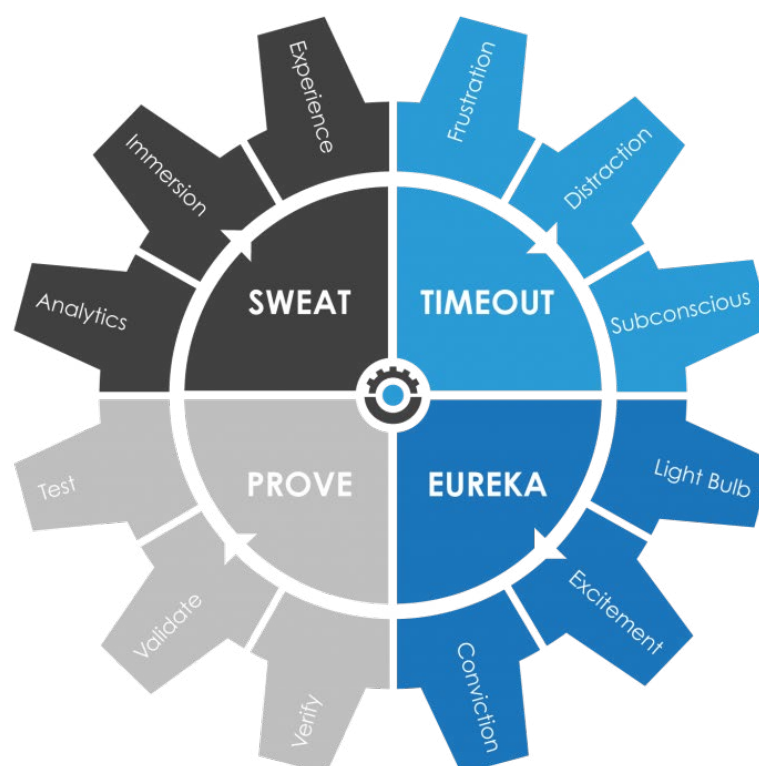 Experience
Frustration
Immersion
Distraction
Analytics
Subconscious
SWEAT
TIMEOUT
PROVE
EUREKA
Test
Light Bulb
Validate
Excitement
Verify
Conviction